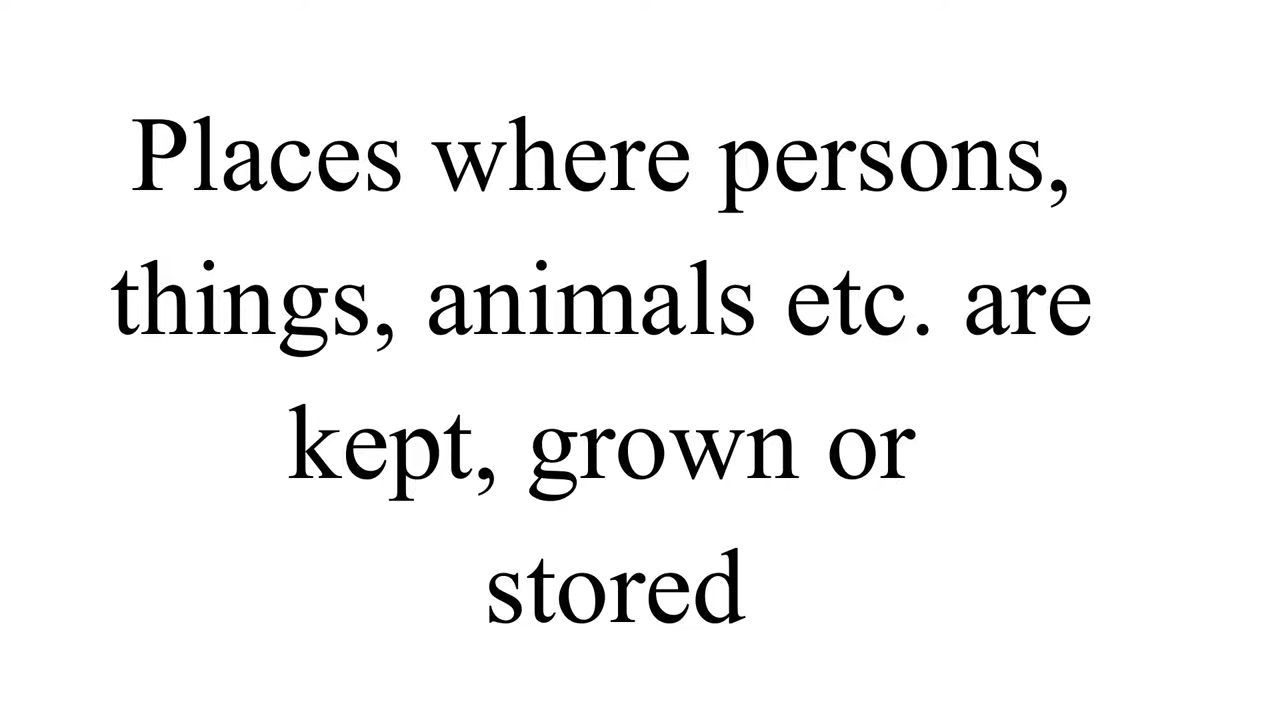 Places where persons,
things, animals etc. are
kept, grown or
stored